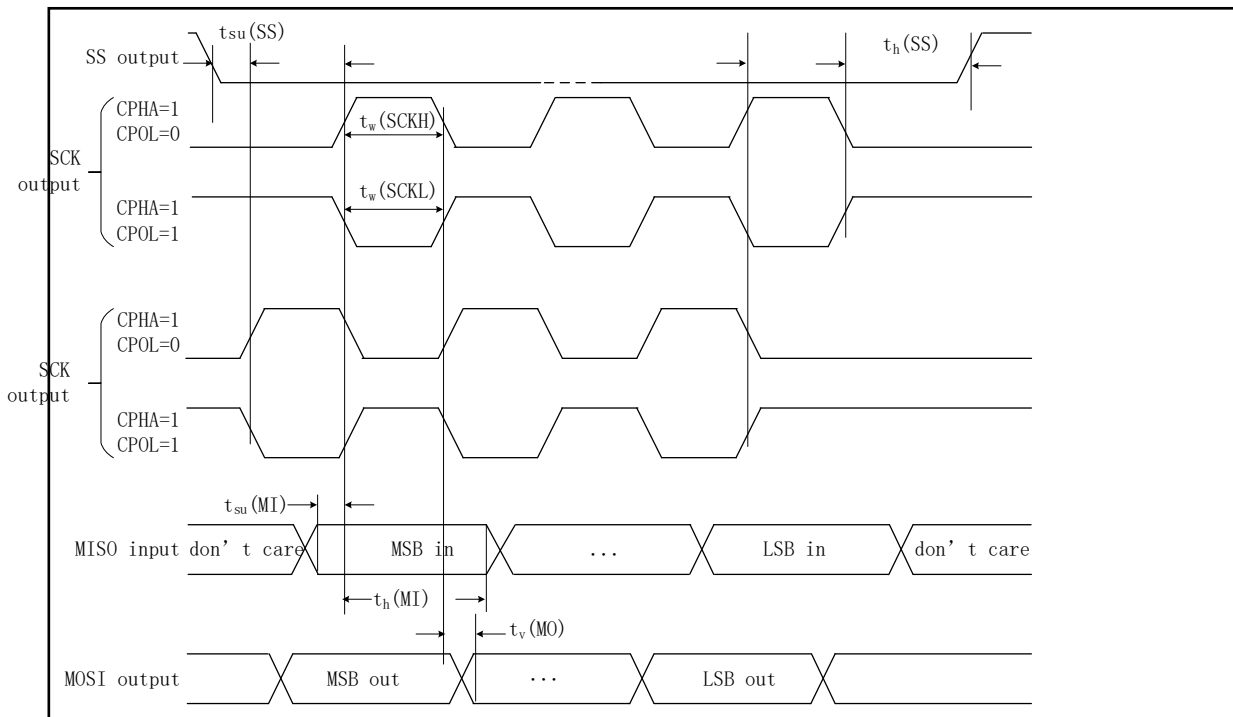 tsu(SS)
SS output
th(SS)
CPHA=1
CPOL=0
tw(SCKH)
SCK
output
tw(SCKL)
CPHA=1
CPOL=1
CPHA=1
CPOL=0
SCK
output
CPHA=1
CPOL=1
tsu(MI)
MISO input don't care MSB in ... LSB in don't care
th(MI)
tv(MO)
MOSI output MSB out ... LSB out